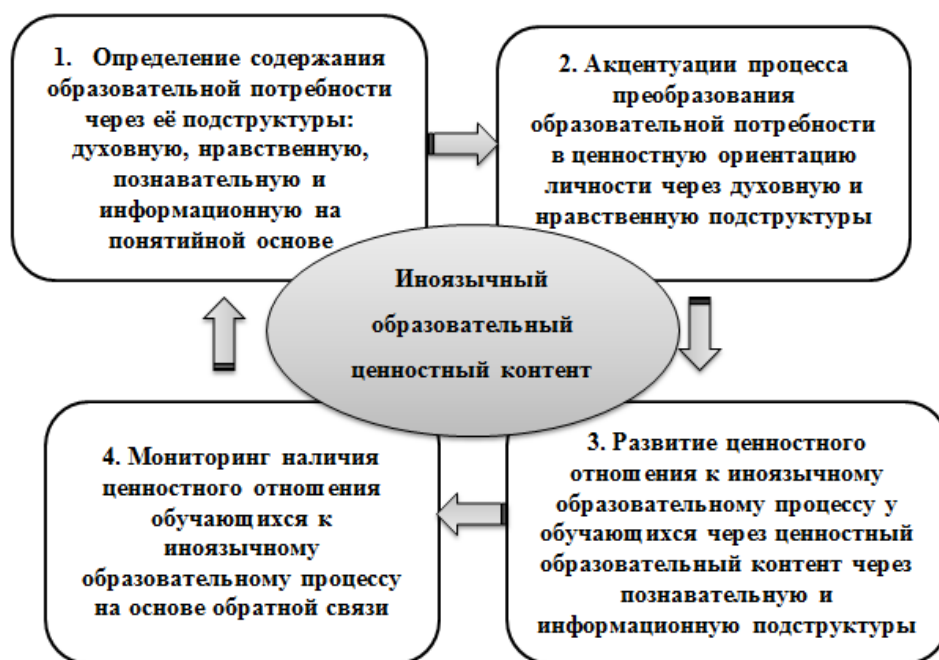 1. Определение содержания
образовательной потребности
через её подструктуры:
духовную, нравственную,
познавательную и
информационную на
понятийной основе
2. Акцентуации процесса
преобразования
образовательной потребности
в ценностную ориентацию
личности через духовную и
нравственную подструктуры
Иноязычный
образовательный
ценностный контент
3. Развитие ценностного
отношения к иноязычному
образовательному процессу у
обучающихся через ценностный
образовательный контент через
познавательную и
информационную подструктуры
4. Мониторинг наличия
ценностного отношения
обучающихся к
иноязычному
образовательному процессу
на основе обратной связи